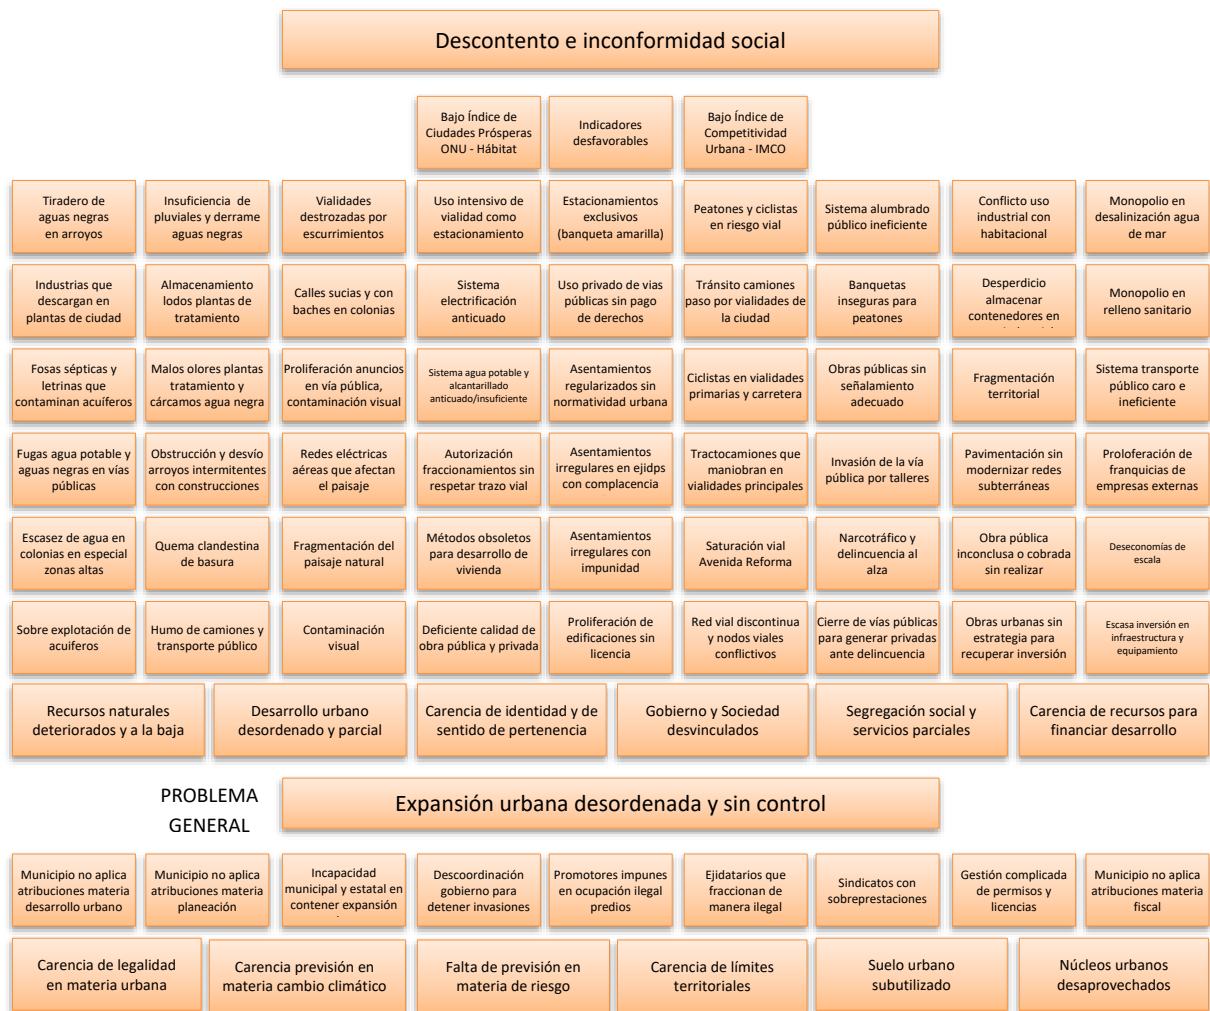 Descontento e inconformidad social
Bajo Índice de
Ciudades Prósperas
ONU - Hábitat
Indicadores
desfavorables
Bajo Índice de
Competitividad
Urbana - IMCO
Tiradero de
aguas negras
en arroyos
Insuficiencia de
pluviales y derrame
aguas negras
Vialidades
destrozadas por
escurrimientos
Uso intensivo de
vialidad como
estacionamiento
Estacionamientos
exclusivos
(banqueta amarilla)
Peatones y ciclistas
en riesgo vial
Sistema alumbrado
público ineficiente
Conflicto uso
industrial con
habitacional
Monopolio en
desalinización agua
de mar
Industrias que
descargan en
plantas de ciudad
Almacenamiento
lodos plantas de
tratamiento
Calles sucias y con
baches en colonias
Sistema
electrificación
anticuado
Uso privado de vias
públicas sin pago
de derechos
Tránsito camiones
paso por vialidades de
la ciudad
Banquetas
inseguras para
peatones
Desperdicio
almacenar
contenedores en
Monopolio en
relleno sanitario
Fosas sépticas y
letrinas que
contaminan acuíferos
Malos olores plantas
tratamiento y
cárcamos agua negra
Proliferación anuncios
en vía pública,
contaminación visual
Sistema agua potable y
alcantarillado
anticuado/insuficiente
Asentamientos
regularizados sin
normatividad urbana
Ciclistas en vialidades
primarias y carretera
Obras públicas sin
señalamiento
adecuado
Fragmentación
territorial
Sistema transporte
público caro e
ineficiente
Fugas agua potable y
aguas negras en vías
públicas
Obstrucción y desvío
arroyos intermitentes
con construcciones
Redes eléctricas
aéreas que afectan
el paisaje
Autorización
fraccionamientos sin
respetar trazo vial
Asentamientos
irregulares en ejidps
con complacencia
Tractocamiones que
maniobran en
vialidades principales
Invasión de la vía
pública por talleres
Pavimentación sin
modernizar redes
subterráneas
Proloferación de
franquicias de
empresas externas
Escasez de agua en
colonias en especial
zonas altas
Quema clandestina
de basura
Fragmentación del
paisaje natural
Métodos obsoletos
para desarrollo de
vivienda
Asentamientos
irregulares con
impunidad
Saturación vial
Avenida Reforma
Narcotráfico y
delincuencia al
alza
Obra pública
inconclusa o cobrada
sin realizar
Deseconomías de
escala
Sobre explotación de
acuiferos
Humo de camiones y
transporte público
Contaminación
visual
Deficiente calidad de
obra pública y privada
Proliferación de
edificaciones sin
licencia
Red vial discontinua
y nodos viales
conflictivos
Cierre de vías públicas
para generar privadas
ante delincuencia
Obras urbanas sin
estrategia para
recuperar inversión
Escasa inversión en
infraestructura y
equipamiento
Recursos naturales
deteriorados y a la baja
Desarrollo urbano
desordenado y parcial
Carencia de identidad y de
sentido de pertenencia
Gobierno y Sociedad
desvinculados
Segregación social y
servicios parciales
Carencia de recursos para
financiar desarrollo
PROBLEMA
GENERAL
Expansión urbana desordenada y sin control
Municipio no aplica
atribuciones materia
desarrollo urbano
Municipio no aplica
atribuciones materia
planeación
Incapacidad
municipal y estatal en
contener expansión
Descoordinación
gobierno para
detener invasiones
Promotores impunes
en ocupación ilegal
predios
Ejidatarios que
fraccionan de
manera ilegal
Sindicatos con
sobreprestaciones
Gestión complicada
de permisos y
licencias
Municipio no aplica
atribuciones materia
fiscal
Carencia de legalidad
en materia urbana
Carencia previsión en
materia cambio climático
Falta de previsión en
materia de riesgo
Carencia de límites
territoriales
Suelo urbano
subutilizado
Núcleos urbanos
desaprovechados